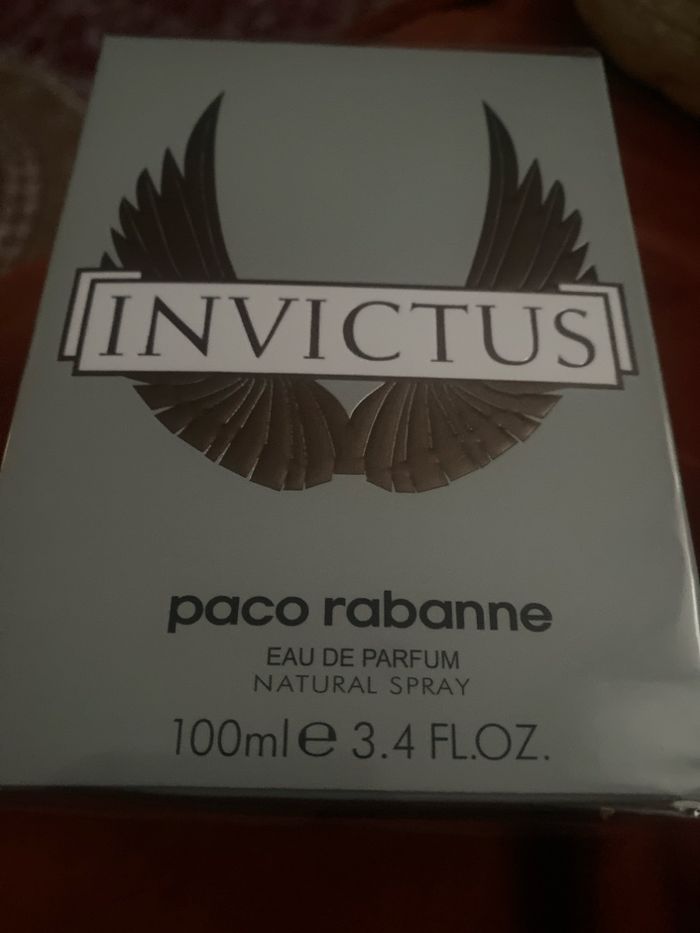 INVICTUS
paco rabanne
EAU DE PARFUM
NATURAL SPRAY
100ml e 3.4 FL.OZ.